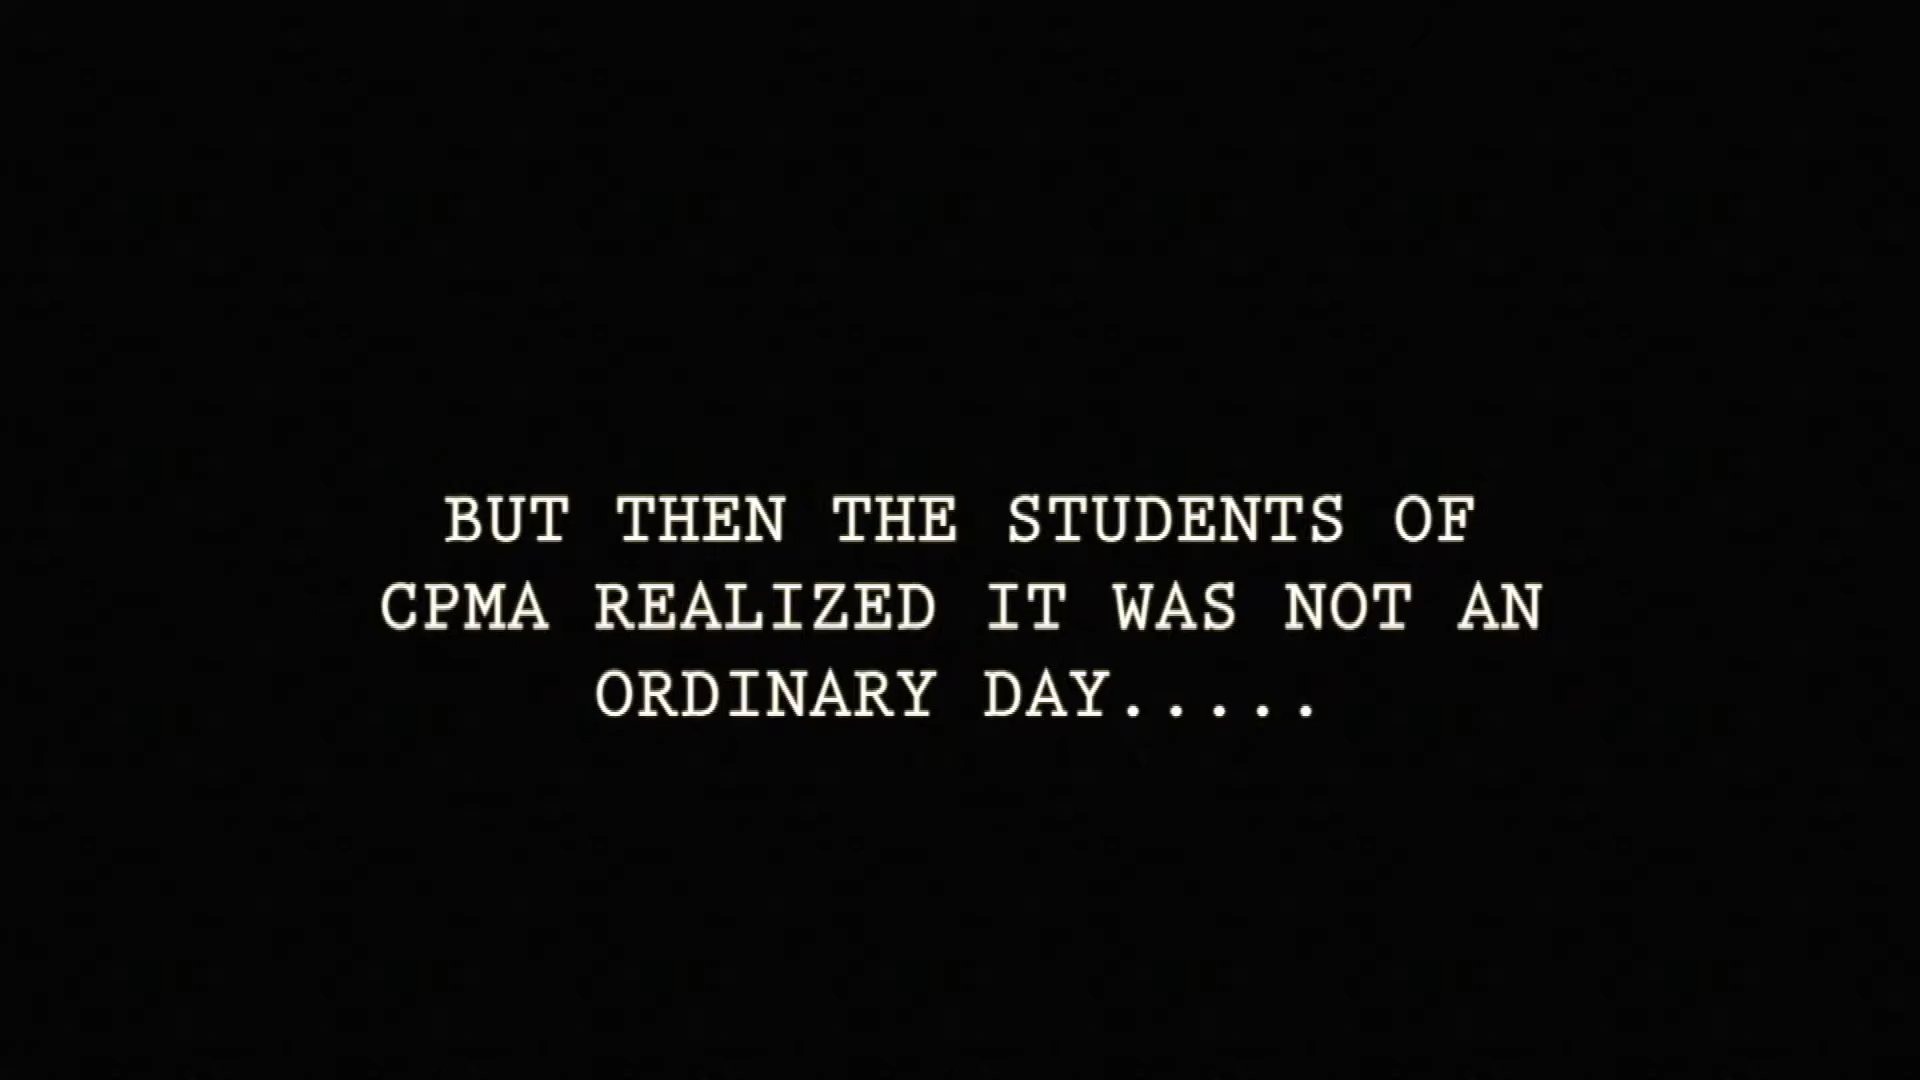 BUT THEN THE STUDENTS OF
CPMA REALIZED IT WAS NOT AN
ORDINARY DAY.....